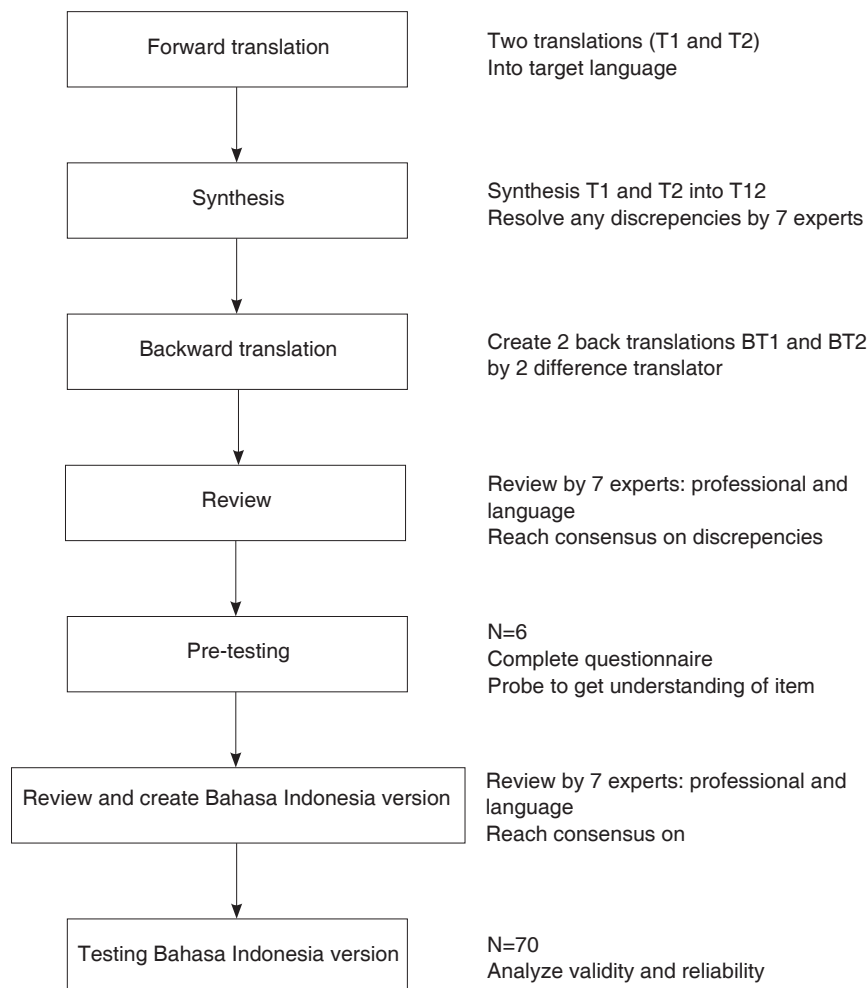 Forward translation
Two translations (T1 and T2)
Into target language
Synthesis
Synthesis T1 and T2 into T12
Resolve any discrepencies by 7 experts
Backward translation
Create 2 back translations BT1 and BT2
by 2 difference translator
Review
Review by 7 experts: professional and
language
Reach consensus on discrepencies
Pre-testing
N=6
Complete questionnaire
Probe to get understanding of item
Review and create Bahasa Indonesia version
Review by 7 experts: professional and
language
Reach consensus on
Testing Bahasa Indonesia version
N=70
Analyze validity and reliability